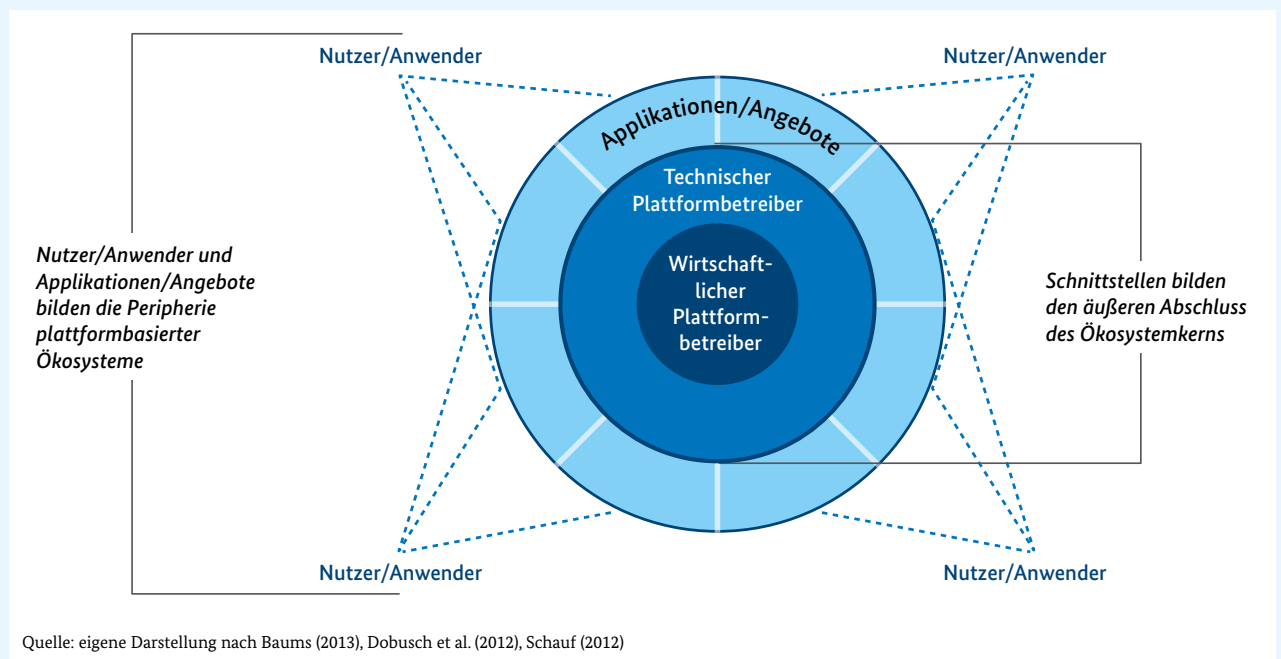 Nutzer/Anwender
Nutzer/Anwender
Applikationen/Angebote
Technischer
Plattformbetreiber
Wirtschaft-
licher
Plattform-
betreiber
Nutzer/Anwender und
Applikationen/Angebote
bilden die Peripherie
plattformbasierter
Ökosysteme
Schnittstellen bilden
den äußeren Abschluss
des Ökosystemkerns
Nutzer/Anwender
Nutzer/Anwender
Quelle: eigene Darstellung nach Baums (2013), Dobusch et al. (2012), Schauf (2012)